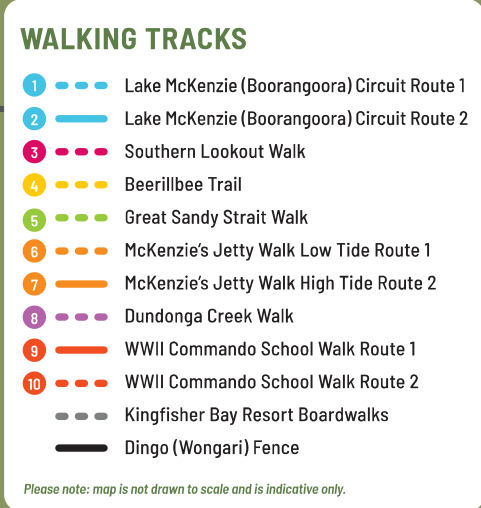 WALKING TRACKS
1 Lake McKenzie (Boorangoora) Circuit Route 1
2 Lake McKenzie (Boorangoora) Circuit Route 2
3 Southern Lookout Walk
4 Beerillbee Trail
5 Great Sandy Strait Walk
6 McKenzie's Jetty Walk Low Tide Route 1
7 McKenzie's Jetty Walk High Tide Route 2
8 Dundonga Creek Walk
9 WWII Commando School Walk Route 1
10 WWII Commando School Walk Route 2
Kingfisher Bay Resort Boardwalks
Dingo (Wongari) Fence
Please note: map is not drawn to scale and is indicative only.